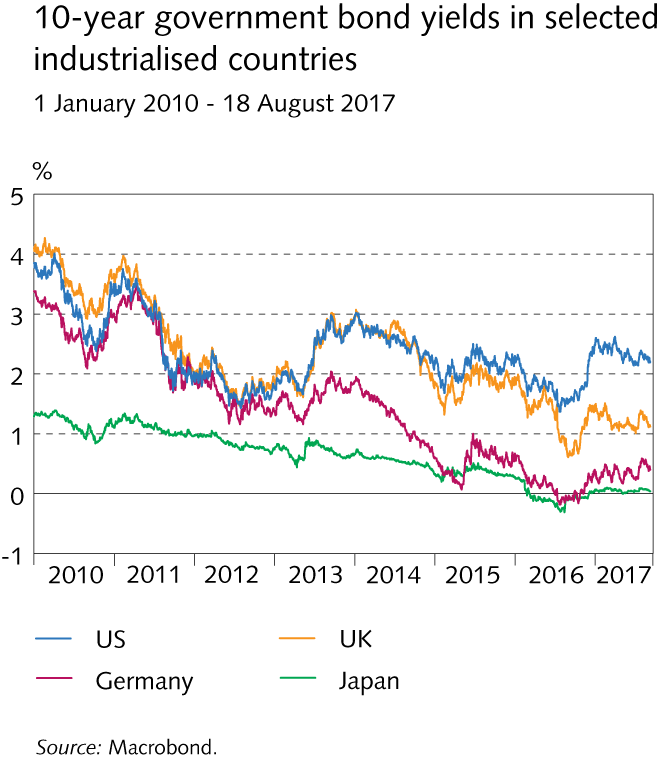 10-year government bond yields in selected
industrialised countries
1 January 2010 - 18 August 2017
%
5
4
3
2
1
0
-1
2010 2011 2012 2013 2014 2015 2016 2017
US UK
Germany Japan
Source: Macrobond.